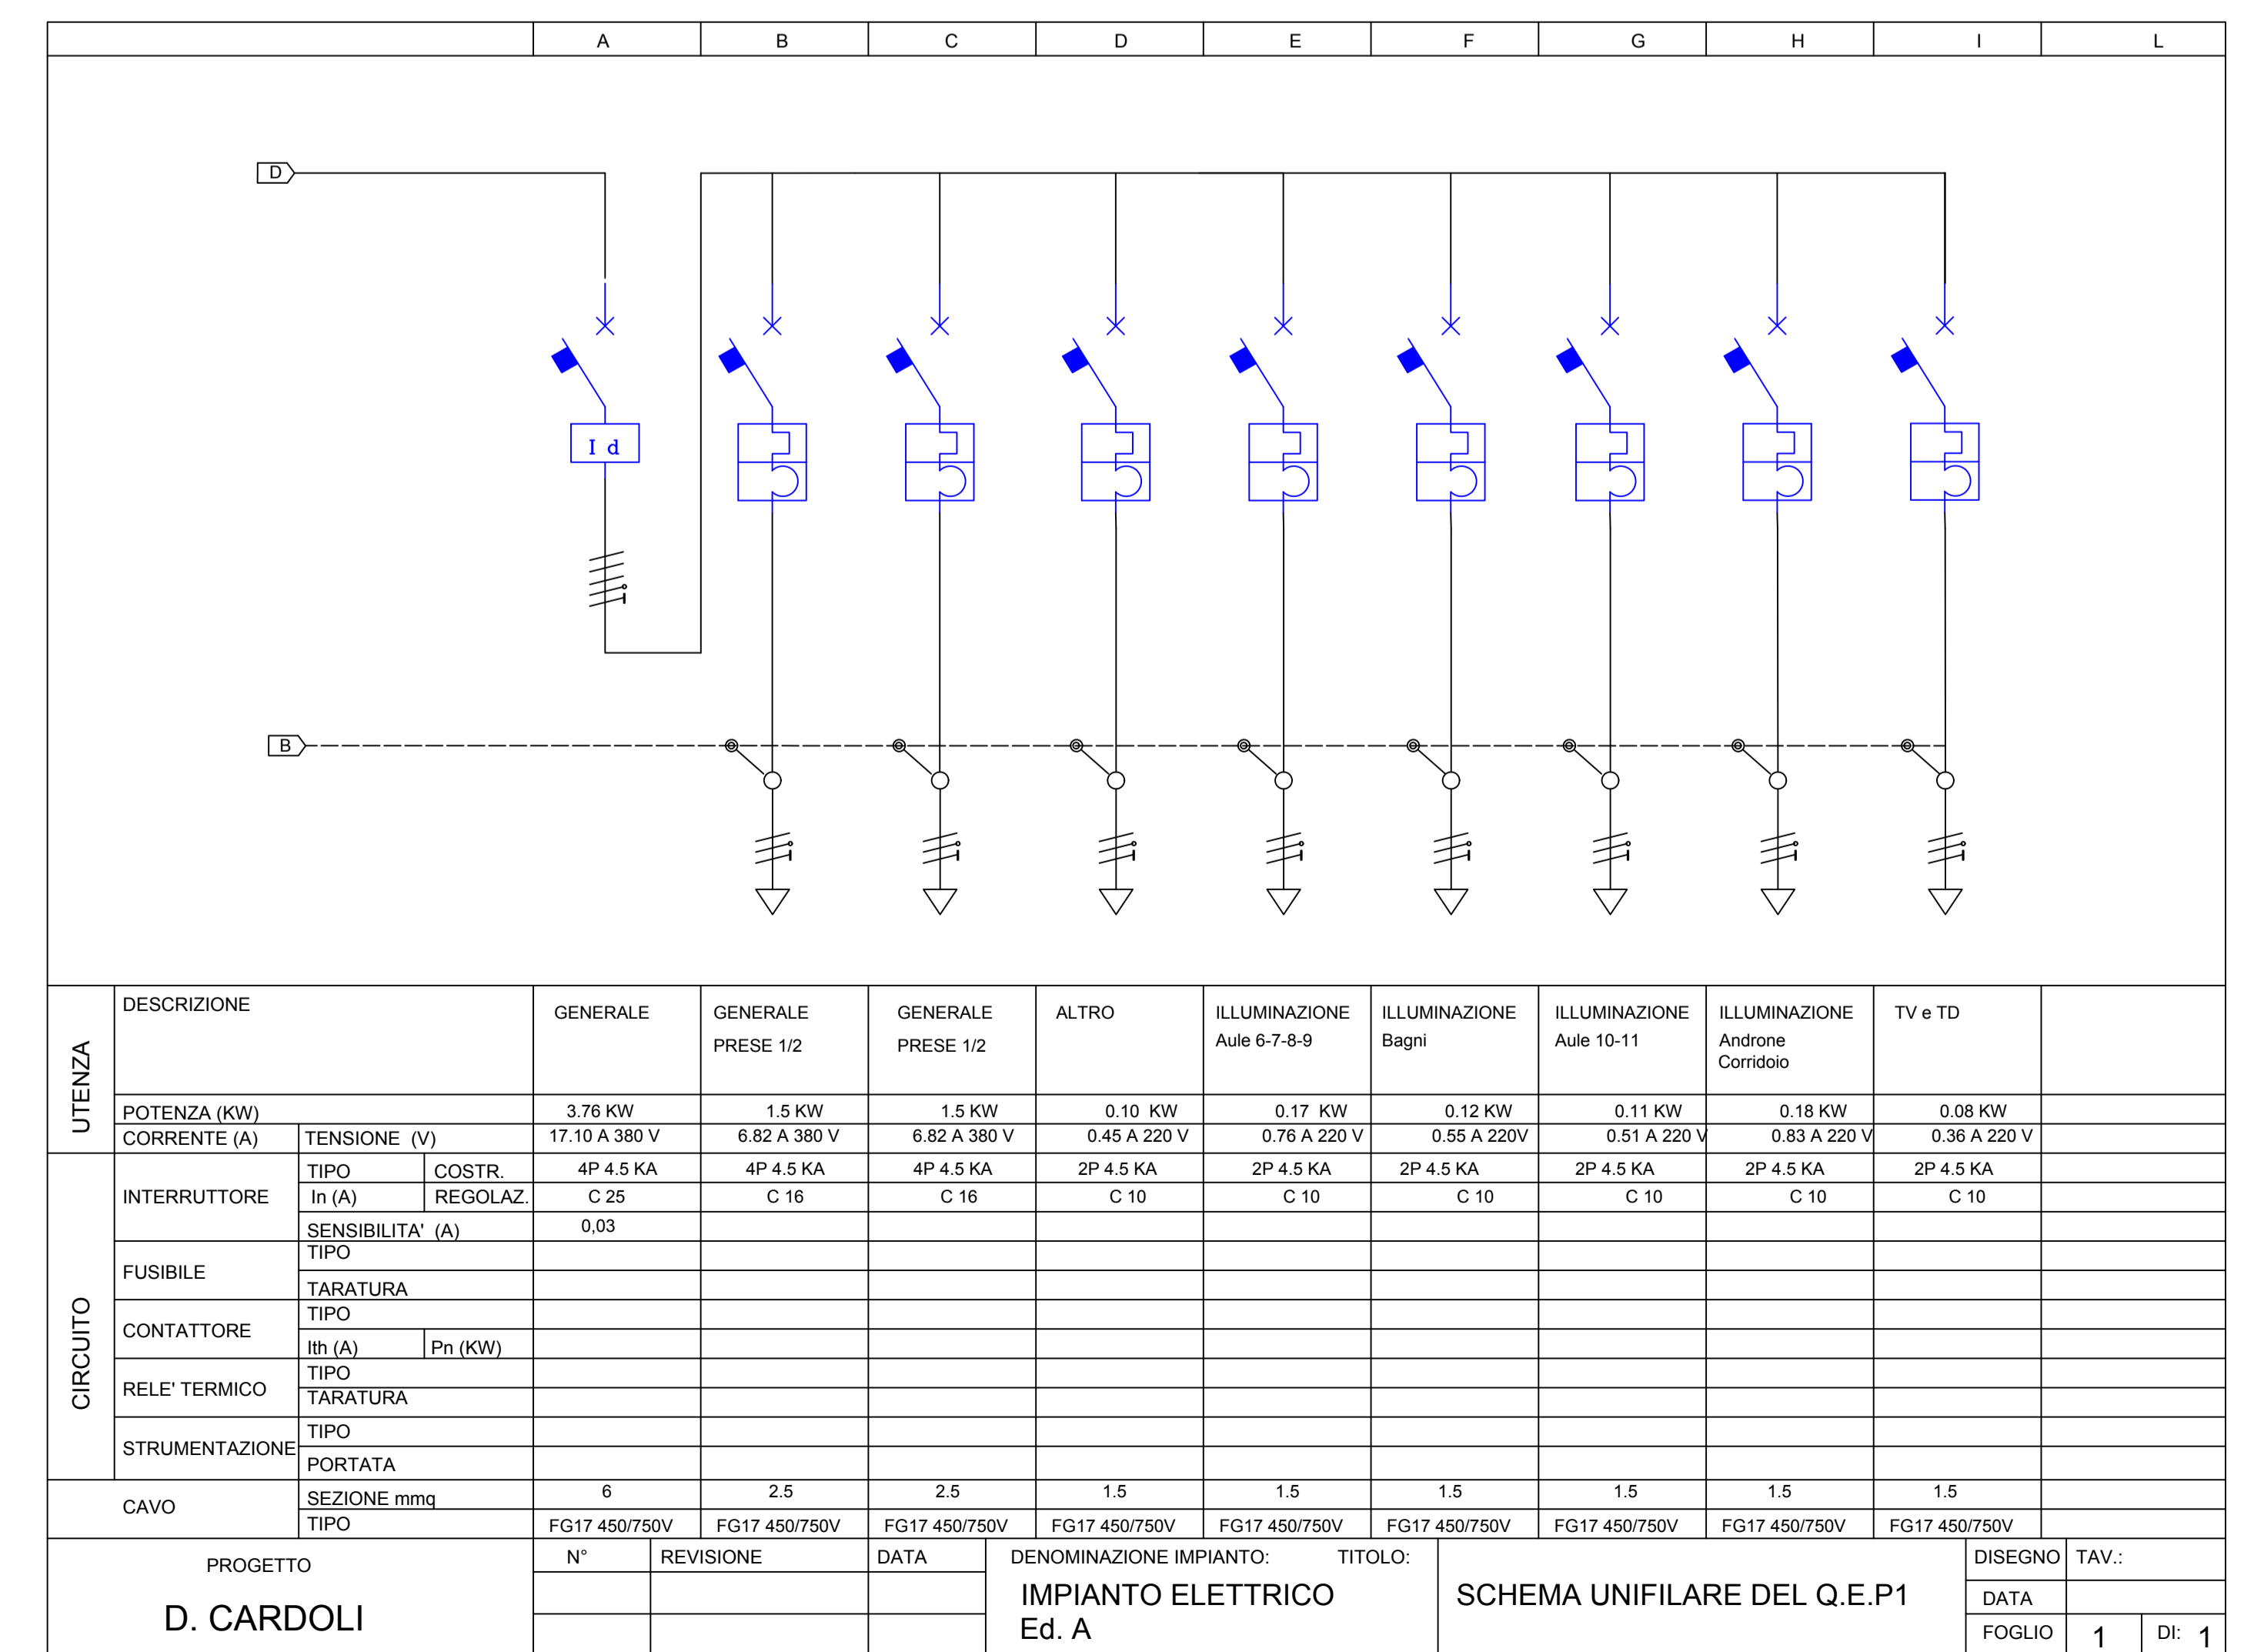 A B C D E F G H I L
D
I d
B
UTENZA
DESCRIZIONE GENERALE GENERALE GENERALE ALTRO ILLUMINAZIONE ILLUMINAZIONE ILLUMINAZIONE ILLUMINAZIONE TV e TD
PRESE 1/2 PRESE 1/2 Aule 6-7-8-9 Bagni Aule 10-11 Androne
Corridoio
POTENZA (KW) 3.76 KW 1.5 KW 1.5 KW 0.10 KW 0.17 KW 0.12 KW 0.11 KW 0.18 KW 0.08 KW
CORRENTE (A) TENSIONE (V) 17.10 A 380 V 6.82 A 380 V 6.82 A 380 V 0.45 A 220 V 0.76 A 220 V 0.55 A 220V 0.51 A 220 V 0.83 A 220 V 0.36 A 220 V
CIRCUITO
INTERRUTTORE
TIPO COSTR. 4P 4.5 KA 4P 4.5 KA 4P 4.5 KA 2P 4.5 KA 2P 4.5 KA 2P 4.5 KA 2P 4.5 KA 2P 4.5 KA 2P 4.5 KA
In (A) REGOLAZ. C 25 C 16 C 16 C 10 C 10 C 10 C 10 C 10 C 10
SENSIBILITA' (A) 0,03
FUSIBILE
TIPO
TARATURA
CONTATTORE
TIPO
Ith (A) Pn (KW)
RELE' TERMICO
TIPO
TARATURA
STRUMENTAZIONE
TIPO
PORTATA
CAVO
SEZIONE mmq 6 2.5 2.5 1.5 1.5 1.5 1.5 1.5 1.5
TIPO FG17 450/750V FG17 450/750V FG17 450/750V FG17 450/750V FG17 450/750V FG17 450/750V FG17 450/750V FG17 450/750V FG17 450/750V
PROGETTO
D. CARDOLI
N° REVISIONE DATA
DENOMINAZIONE IMPIANTO: TITOLO:
IMPIANTO ELETTRICO
Ed. A
SCHEMA UNIFILARE DEL Q.E.P1
DISEGNO TAV.:
DATA
FOGLIO 1 DI: 1